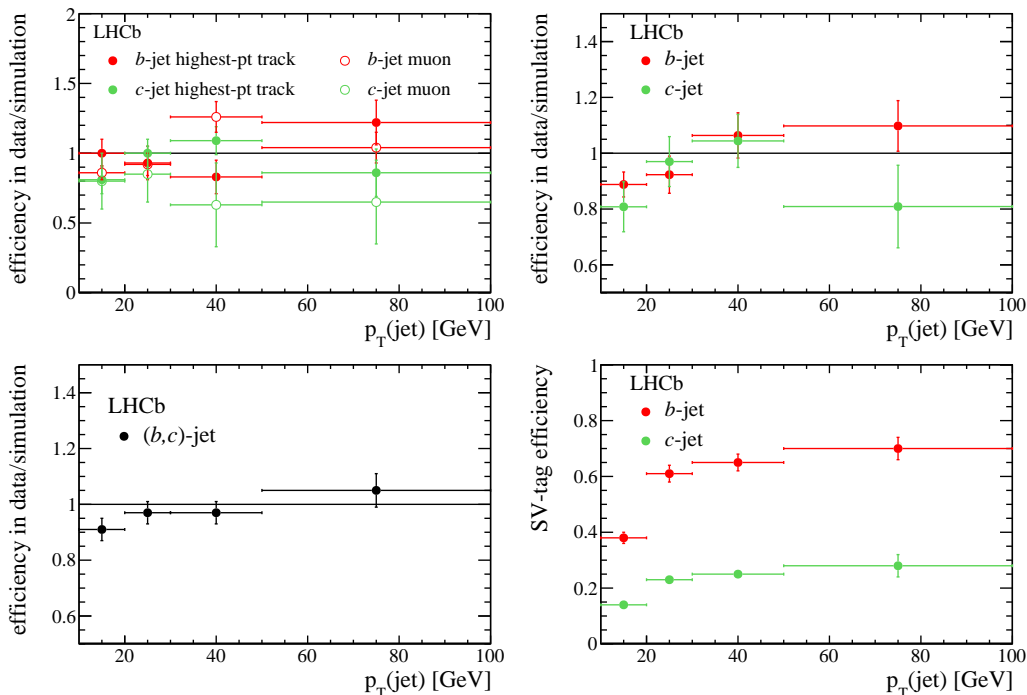 efficiency in data/simulation
2
1.5
1
0.5
0
LHCb
b-jet highest-pt track
b-jet muon
c-jet highest-pt track
c-jet muon
20 40 60 80 100
p_T(jet) [GeV]
efficiency in data/simulation
1.4
1.2
1
0.8
0.6
LHCb
b-jet
c-jet
20 40 60 80 100
p_T(jet) [GeV]
efficiency in data/simulation
1.4
1.2
1
0.8
0.6
LHCb
(b,c)-jet
20 40 60 80 100
p_T(jet) [GeV]
SV-tag efficiency
1
0.8
0.6
0.4
0.2
0
LHCb
b-jet
c-jet
20 40 60 80 100
p_T(jet) [GeV]